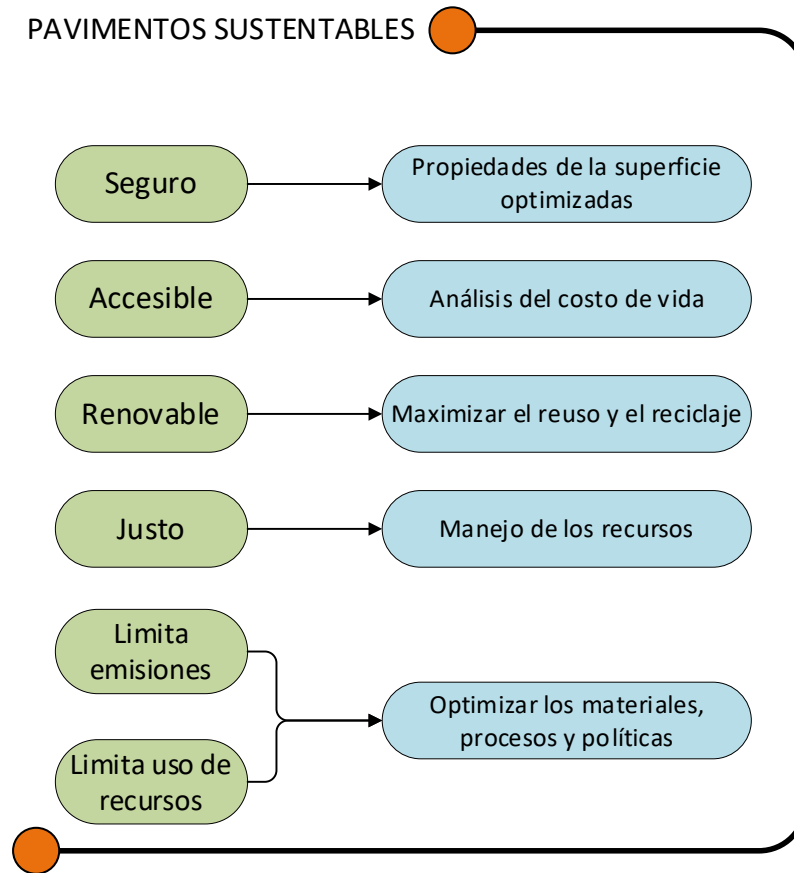 PAVIMENTOS SUSTENTABLES
Seguro
Propiedades de la superficie
optimizadas
Accesible
Análisis del costo de vida
Renovable
Maximizar el reuso y el reciclaje
Justo
Manejo de los recursos
Limita
emisiones
Limita uso de
recursos
Optimizar los materiales,
procesos y políticas